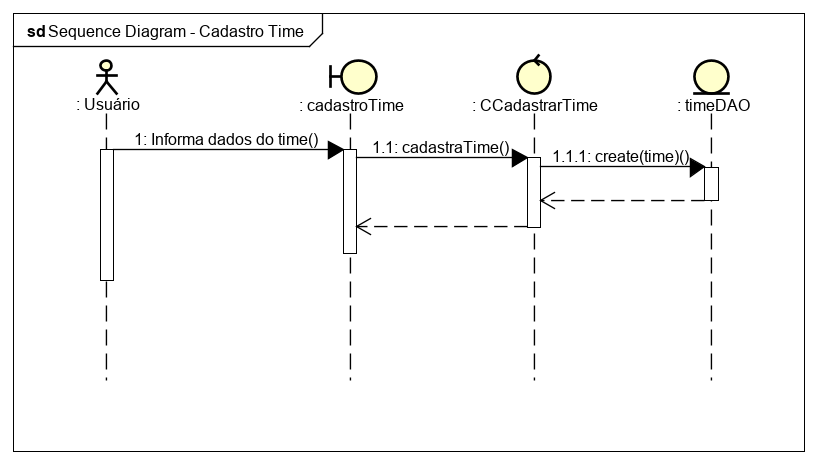 sd Sequence Diagram - Cadastro Time
: Usuário
: cadastroTime
: CCadastrarTime
: timeDAO
1: Informa dados do time()
1.1: cadastraTime()
1.1.1: create(time)()